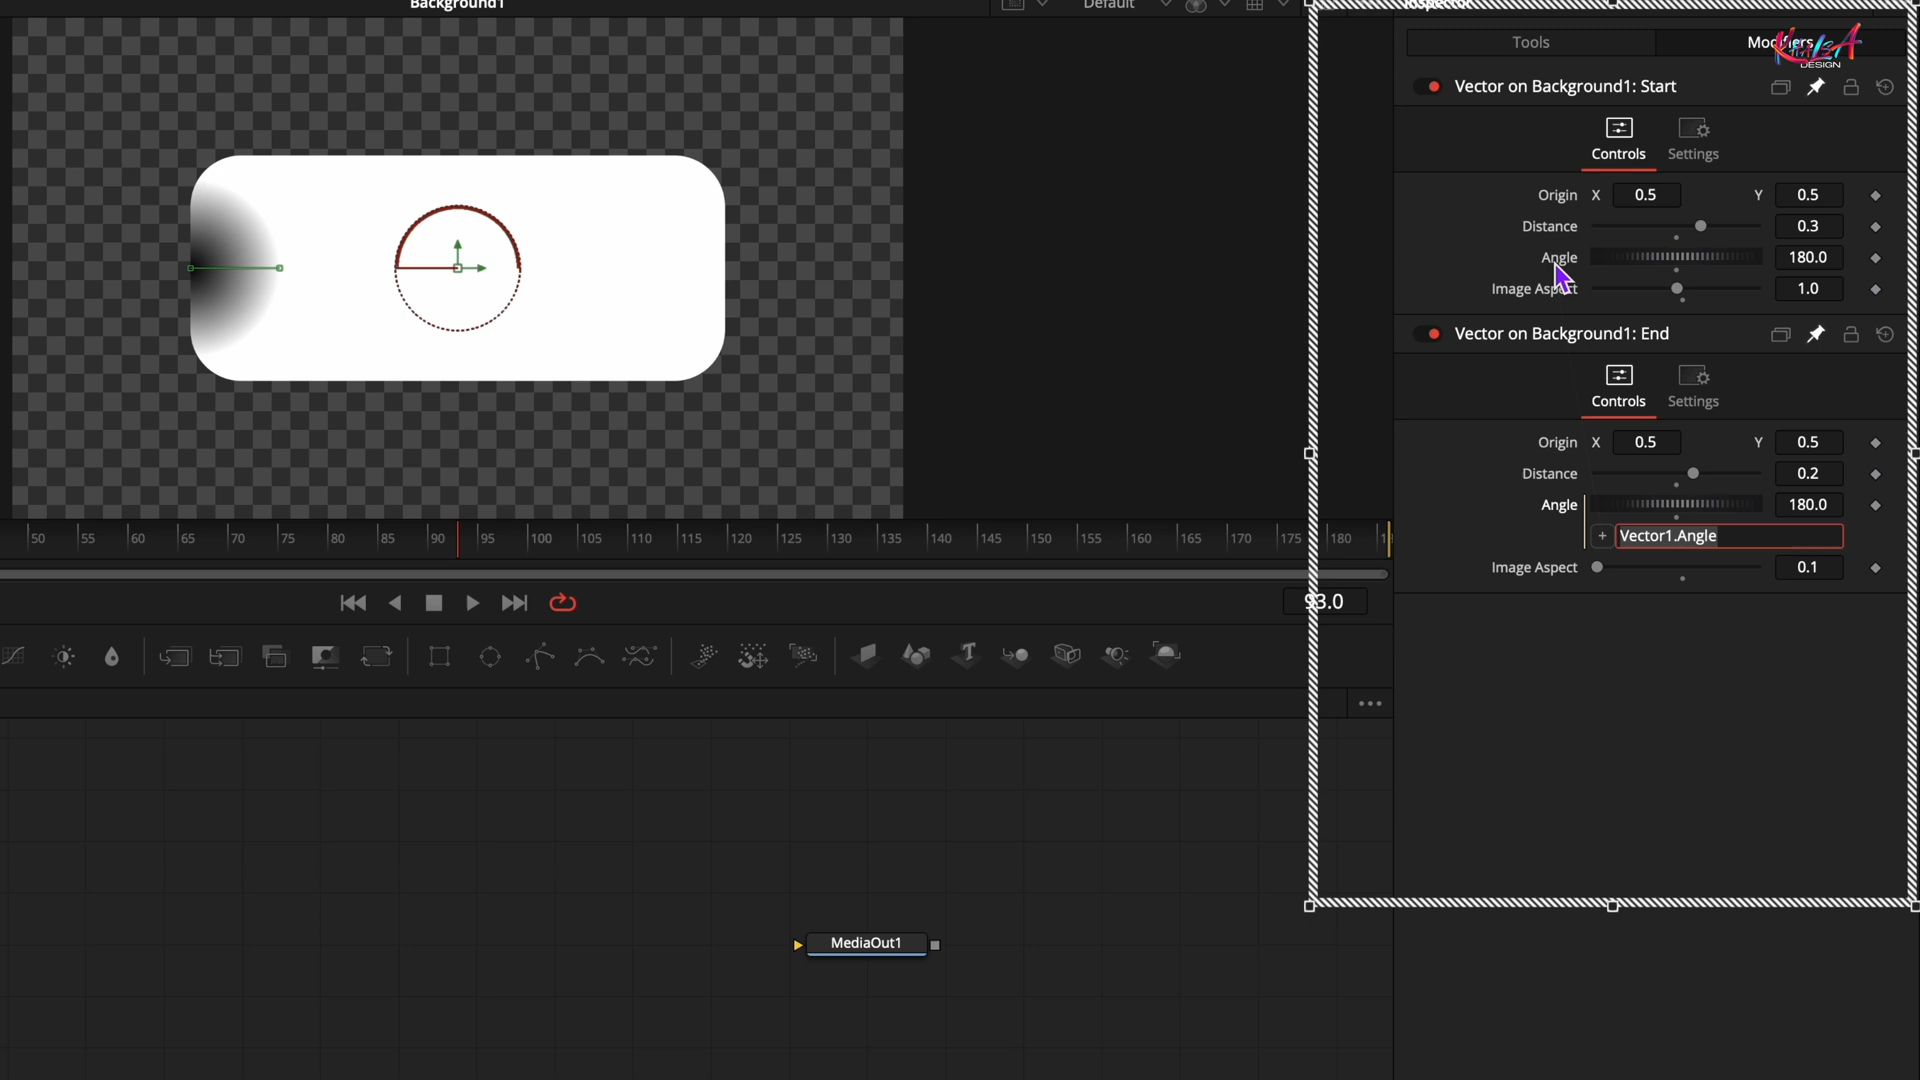 Background1
Default
Inspector
Tools
Modifiers
KhALSA
DESIGN
Vector on Background1: Start
Controls
Settings
Origin X 0.5 Y 0.5
Distance 0.3
Angle 180.0
Image Aspect 1.0
Vector on Background1: End
Controls
Settings
Origin X 0.5 Y 0.5
Distance 0.2
Angle 180.0
+ Vector1.Angle
Image Aspect 0.1
50 55 60 65 70 75 80 85 90 95 100 105 110 115 120 125 130 135 140 145 150 155 160 165 170 175 180
93.0
MediaOut1